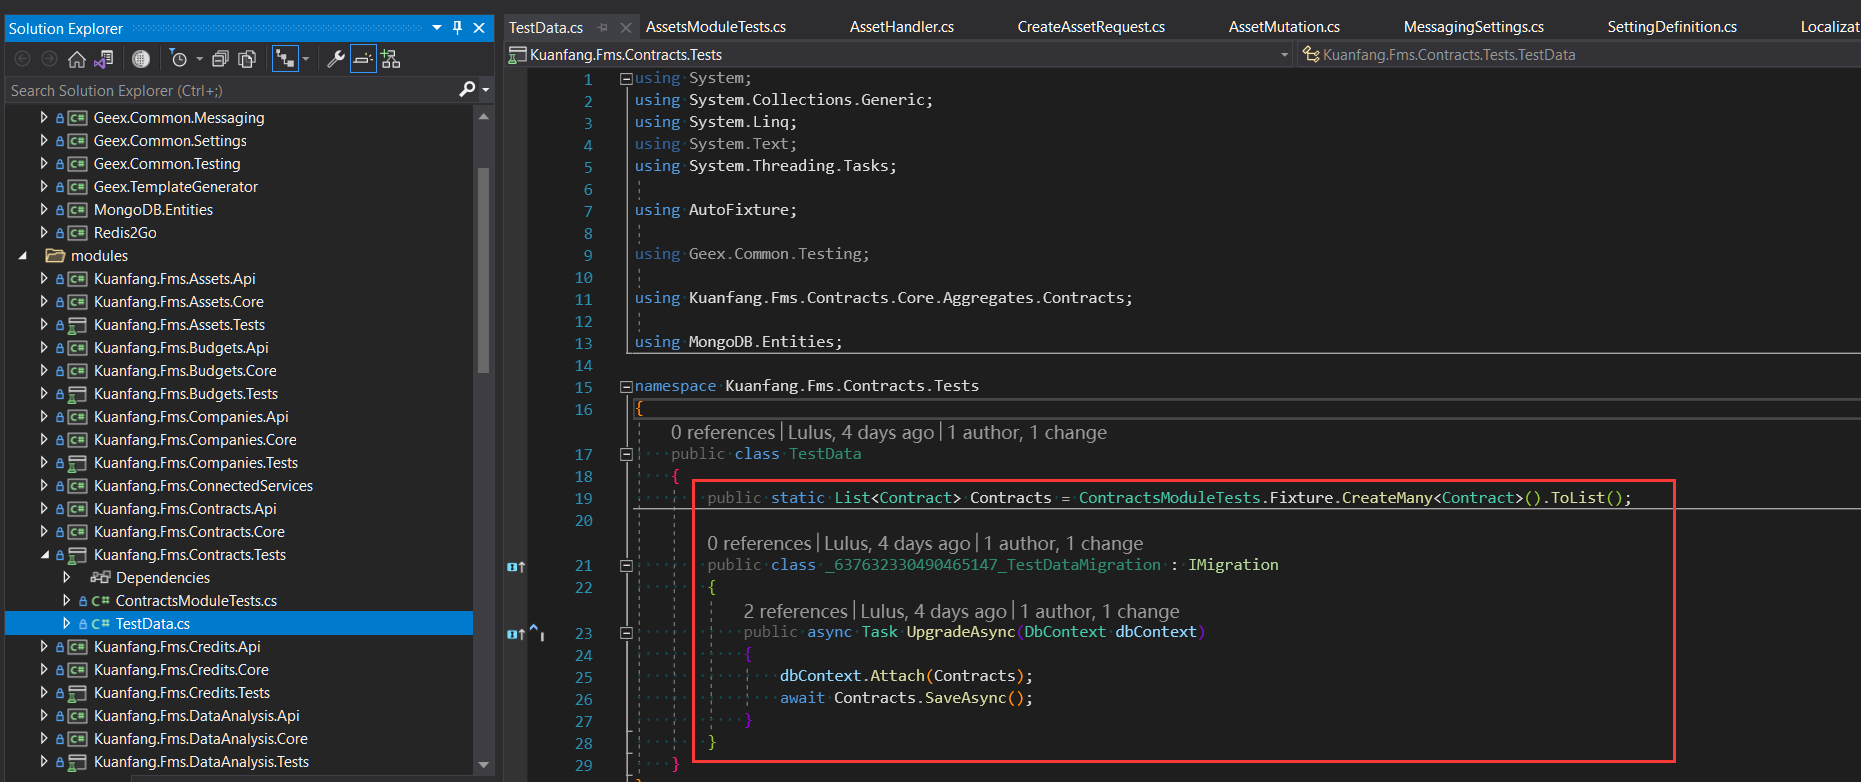 Solution Explorer
Search Solution Explorer (Ctrl+;)
Geex.Common.Messaging
Geex.Common.Settings
Geex.Common.Testing
Geex.TemplateGenerator
MongoDB.Entities
Redis2Go
modules
Kuanfang.Fms.Assets.Api
Kuanfang.Fms.Assets.Core
Kuanfang.Fms.Assets.Tests
Kuanfang.Fms.Budgets.Api
Kuanfang.Fms.Budgets.Core
Kuanfang.Fms.Budgets.Tests
Kuanfang.Fms.Companies.Api
Kuanfang.Fms.Companies.Core
Kuanfang.Fms.Companies.Tests
Kuanfang.Fms.ConnectedServices
Kuanfang.Fms.Contracts.Api
Kuanfang.Fms.Contracts.Core
Kuanfang.Fms.Contracts.Tests
Dependencies
C# ContractsModuleTests.cs
C# TestData.cs
Kuanfang.Fms.Credits.Api
Kuanfang.Fms.Credits.Core
Kuanfang.Fms.Credits.Tests
Kuanfang.Fms.DataAnalysis.Api
Kuanfang.Fms.DataAnalysis.Core
Kuanfang.Fms.DataAnalysis.Tests
TestData.cs AssetsModuleTests.cs AssetHandler.cs CreateAssetRequest.cs AssetMutation.cs MessagingSettings.cs SettingDefinition.cs Localizat
Kuanfang.Fms.Contracts.Tests Kuanfang.Fms.Contracts.Tests.TestData
1 using System;
2 using System.Collections.Generic;
3 using System.Linq;
4 using System.Text;
5 using System.Threading.Tasks;
6
7 using AutoFixture;
8
9 using Geex.Common.Testing;
10
11 using Kuanfang.Fms.Contracts.Core.Aggregates.Contracts;
12
13 using MongoDB.Entities;
14
15 namespace Kuanfang.Fms.Contracts.Tests
16 {
0 references | Lulus, 4 days ago | 1 author, 1 change
17 public class TestData
18 {
19 public static List<Contract> Contracts = ContractsModuleTests.Fixture.CreateMany<Contract>().ToList();
20
0 references | Lulus, 4 days ago | 1 author, 1 change
21 public class _637632330490465147_TestDataMigration : IMigration
22 {
2 references | Lulus, 4 days ago | 1 author, 1 change
23 public async Task UpgradeAsync(DbContext dbContext)
24 {
25 dbContext.Attach(Contracts);
26 await Contracts.SaveAsync();
27 }
28 }
29 }